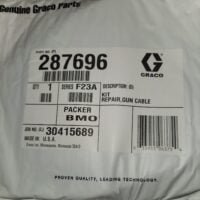 Genuine Graco Parts
287696
GRACO
QTY
1
SERIES F23A
DESCRIPTION
KIT
REPAIR,GUN CABLE
PACKER
BMO
30415689
MADE IN U.S.A
PROVEN QUALITY. LEADING TECHNOLOGY.